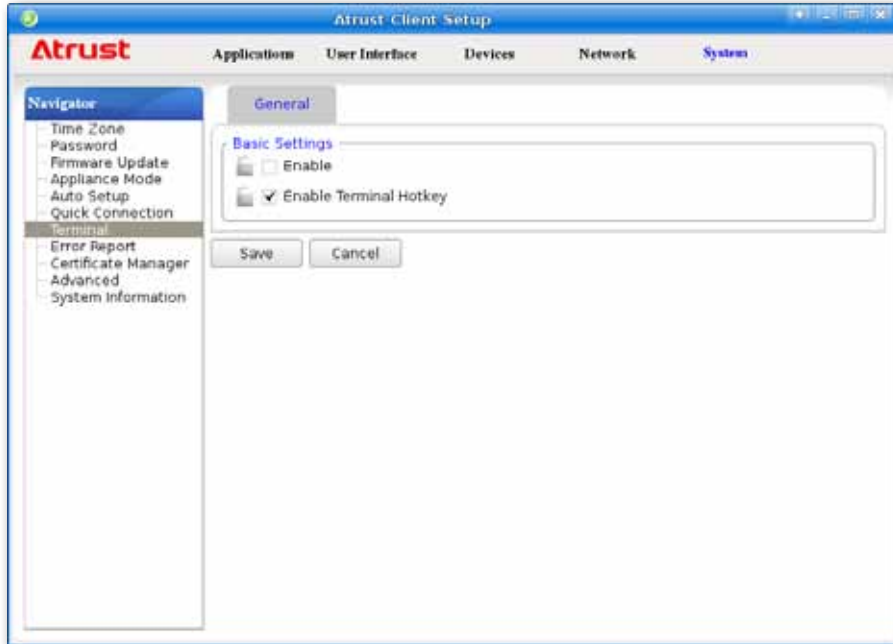 Atrust Client Setup
Atrust
Applications User Interface Devices Network System
Navigator
Time Zone
Password
Firmware Update
Appliance Mode
Auto Setup
Quick Connection
Terminal
Error Report
Certificate Manager
Advanced
System Information
General
Basic Settings
Enable
Enable Terminal Hotkey
Save Cancel